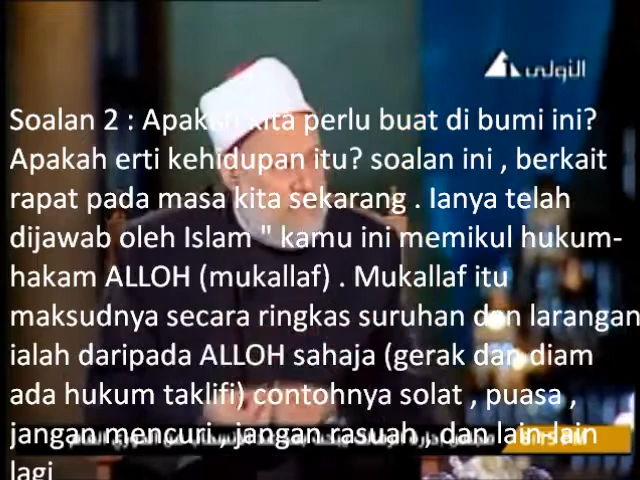 الأولى
Soalan 2 : Apakah kita perlu buat di bumi ini?
Apakah erti kehidupan itu? soalan ini , berkait
rapat pada masa kita sekarang . Ianya telah
dijawab oleh Islam " kamu ini memikul hukum-
hakam ALLOH (mukallaf) . Mukallaf itu
maksudnya secara ringkas suruhan dan larangan
ialah daripada ALLOH sahaja (gerak dan diam
ada hukum taklifi) contohnya solat , puasa ,
jangan mencuri , jangan rasuah , dan lain-lain
lagi